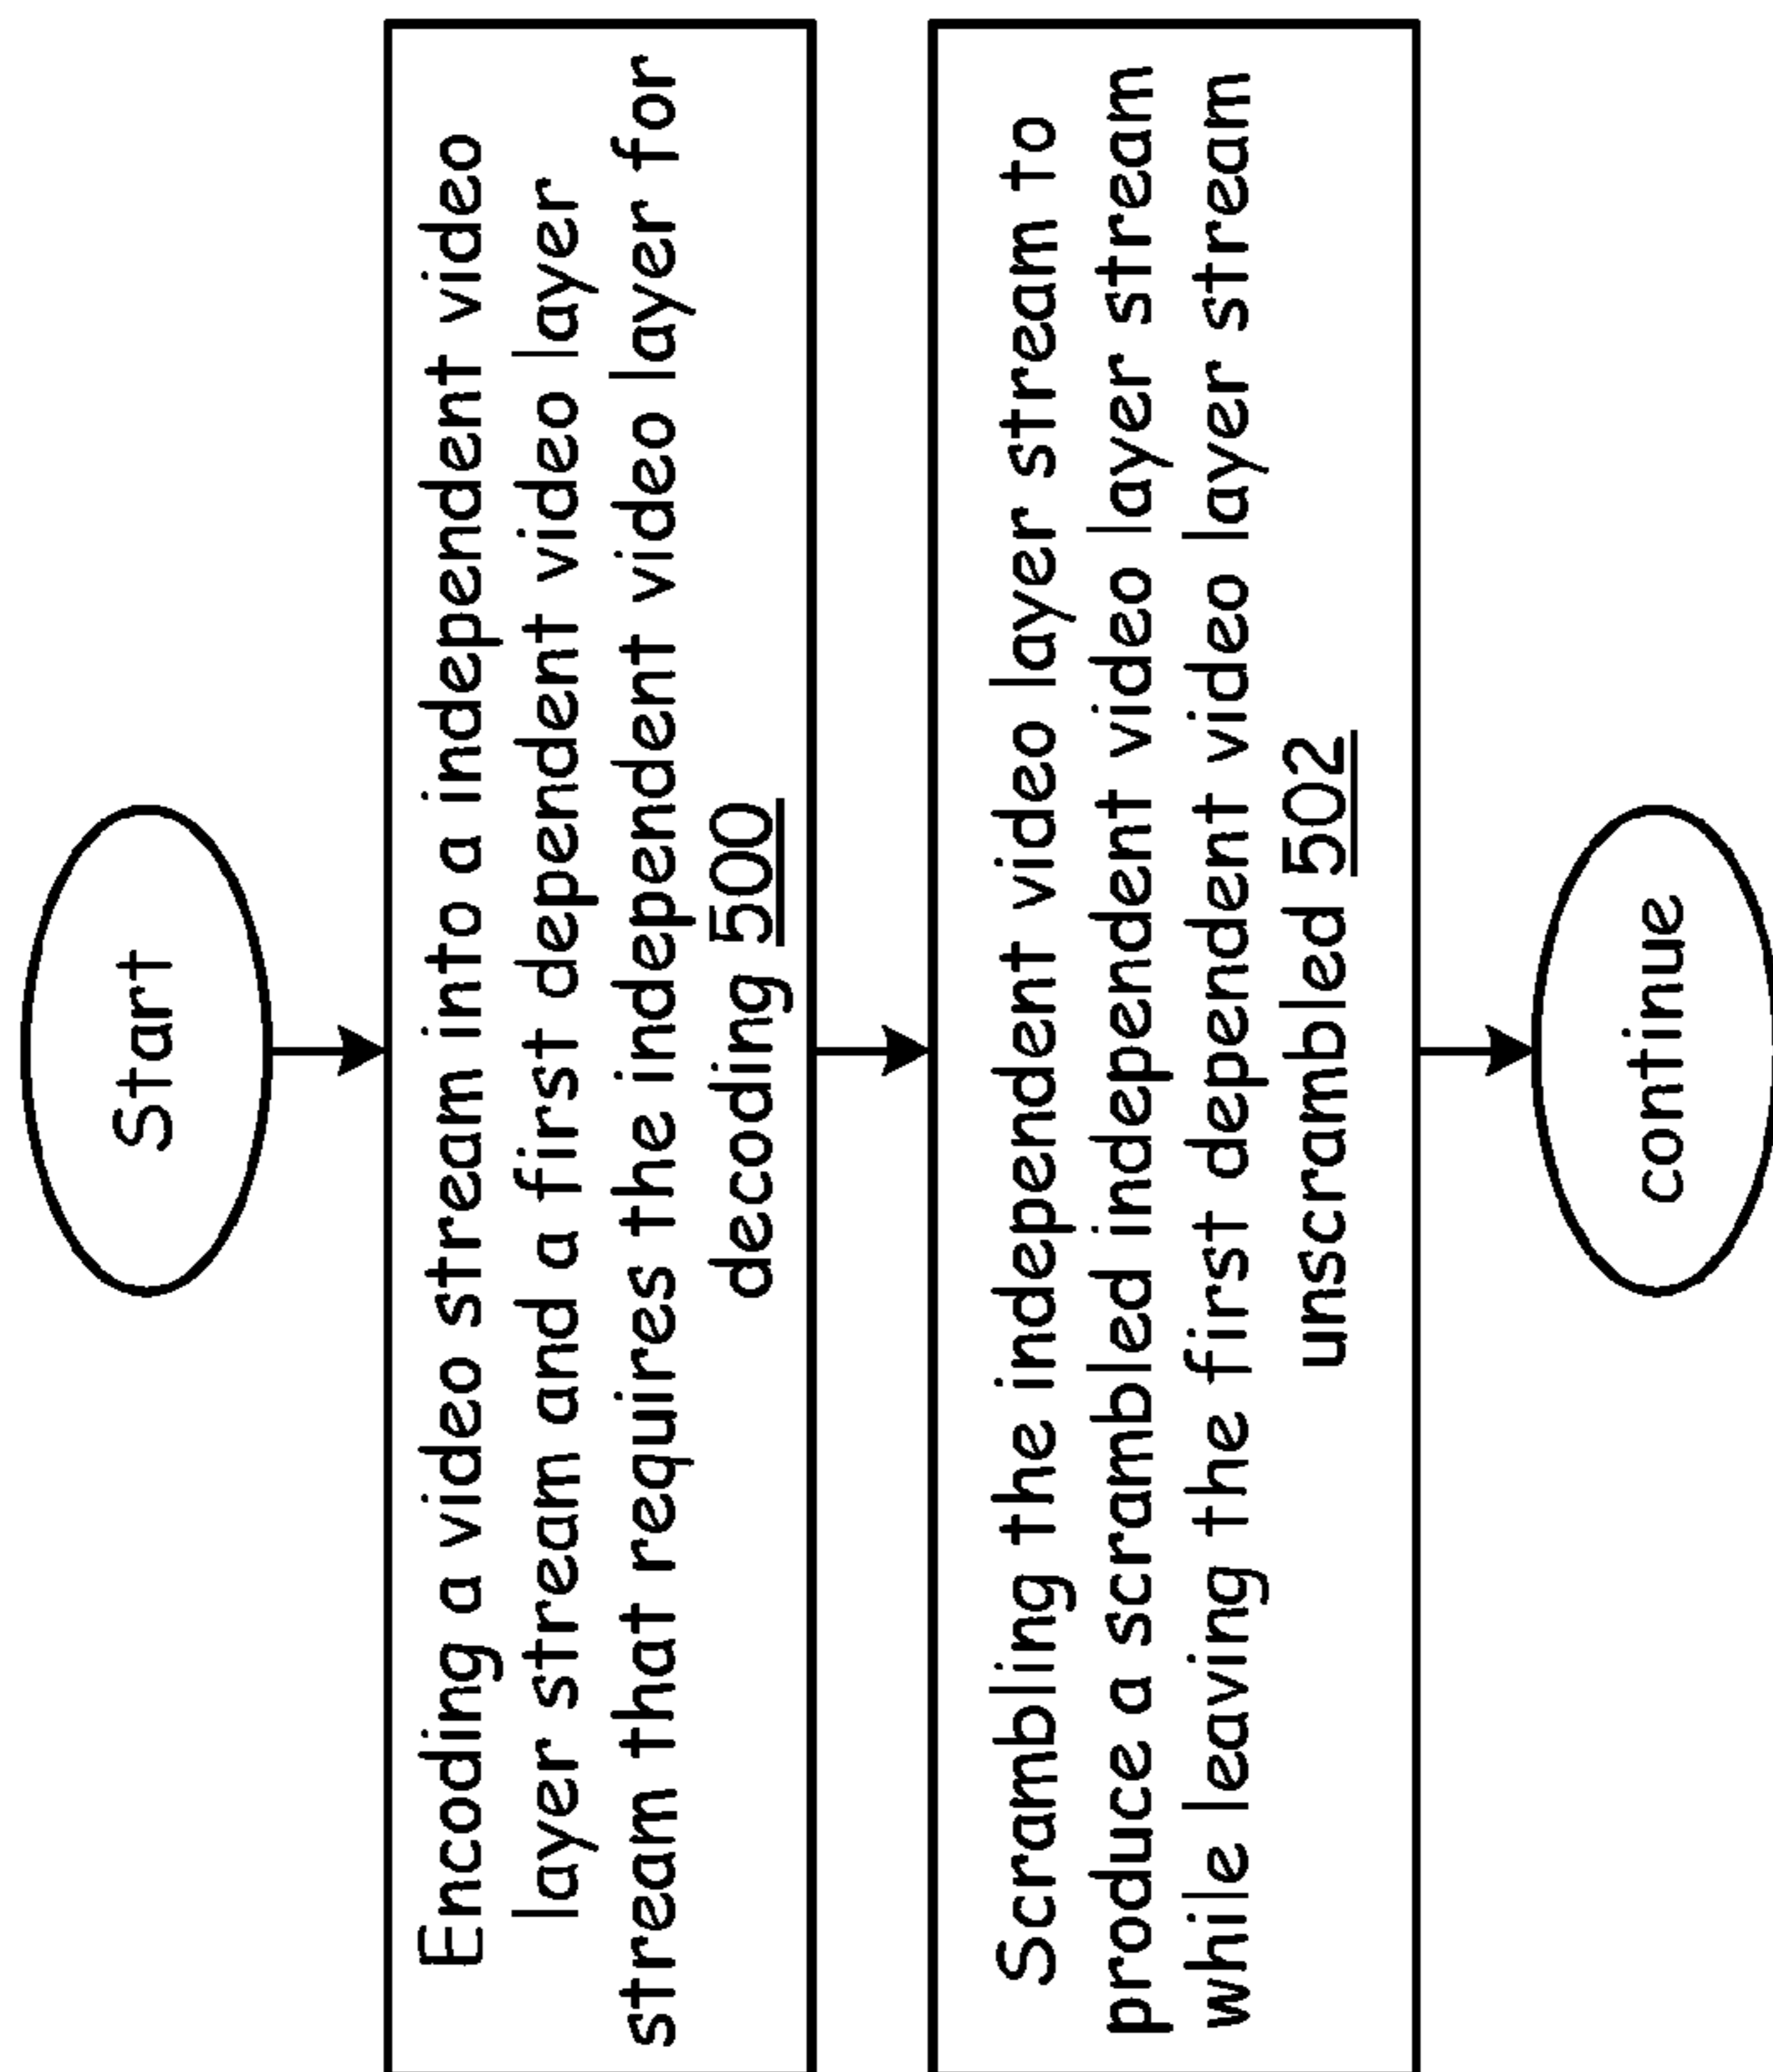 Start
Encoding a video stream into a independent video
layer stream and a first dependent video layer
stream that requires the independent video layer for
decoding 500
Scrambling the independent video layer stream to
produce a scrambled independent video layer stream
while leaving the first dependent video layer stream
unscrambled 502
continue